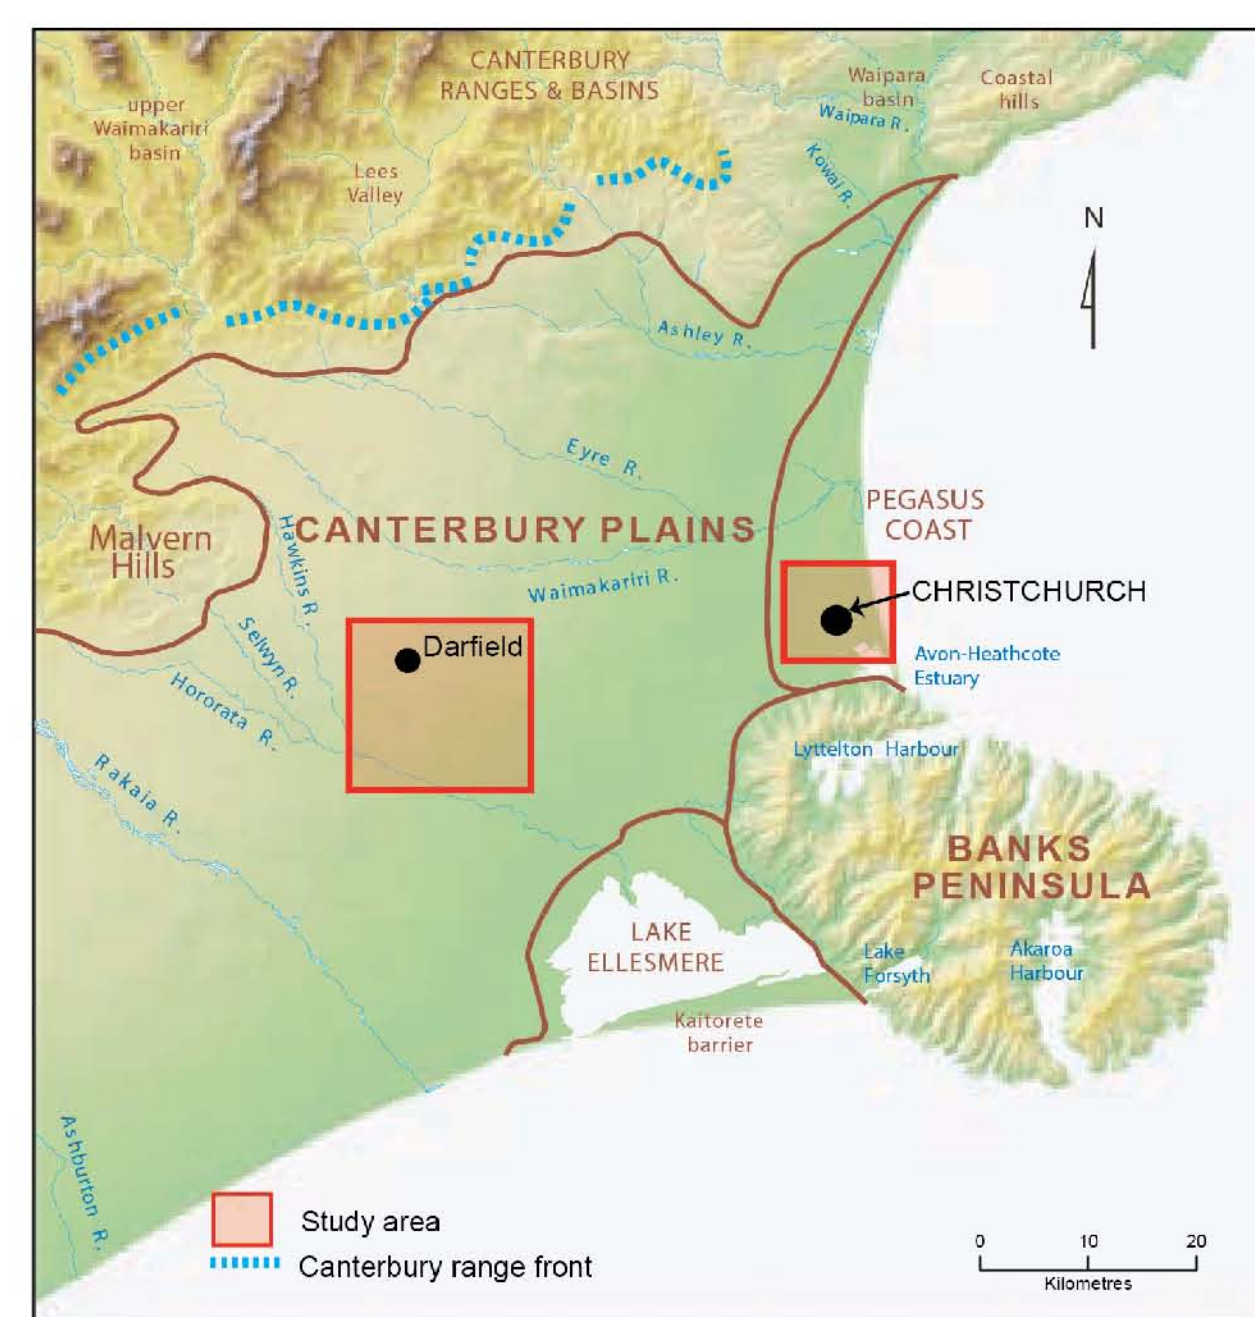 CANTERBURY
RANGES & BASINS
Waipara
basin
Coastal
hills
upper
Waimakariri
basin
Waipara R.
Lees
Valley
Kowai R.
N
Ashley R.
Eyre R.
PEGASUS
COAST
CANTERBURY PLAINS
Malvern
Hills
Hawkins R.
Waimakariri R.
CHRISTCHURCH
Darfield
Selwyn R.
Avon-Heathcote
Estuary
Hororata R.
Lyttelton Harbour
Rakaia R.
BANKS
PENINSULA
LAKE
ELLESMERE
Lake
Forsyth
Akaroa
Harbour
Kaitorete
barrier
Ashburton R.
Study area
Canterbury range front
0 10 20
Kilometres